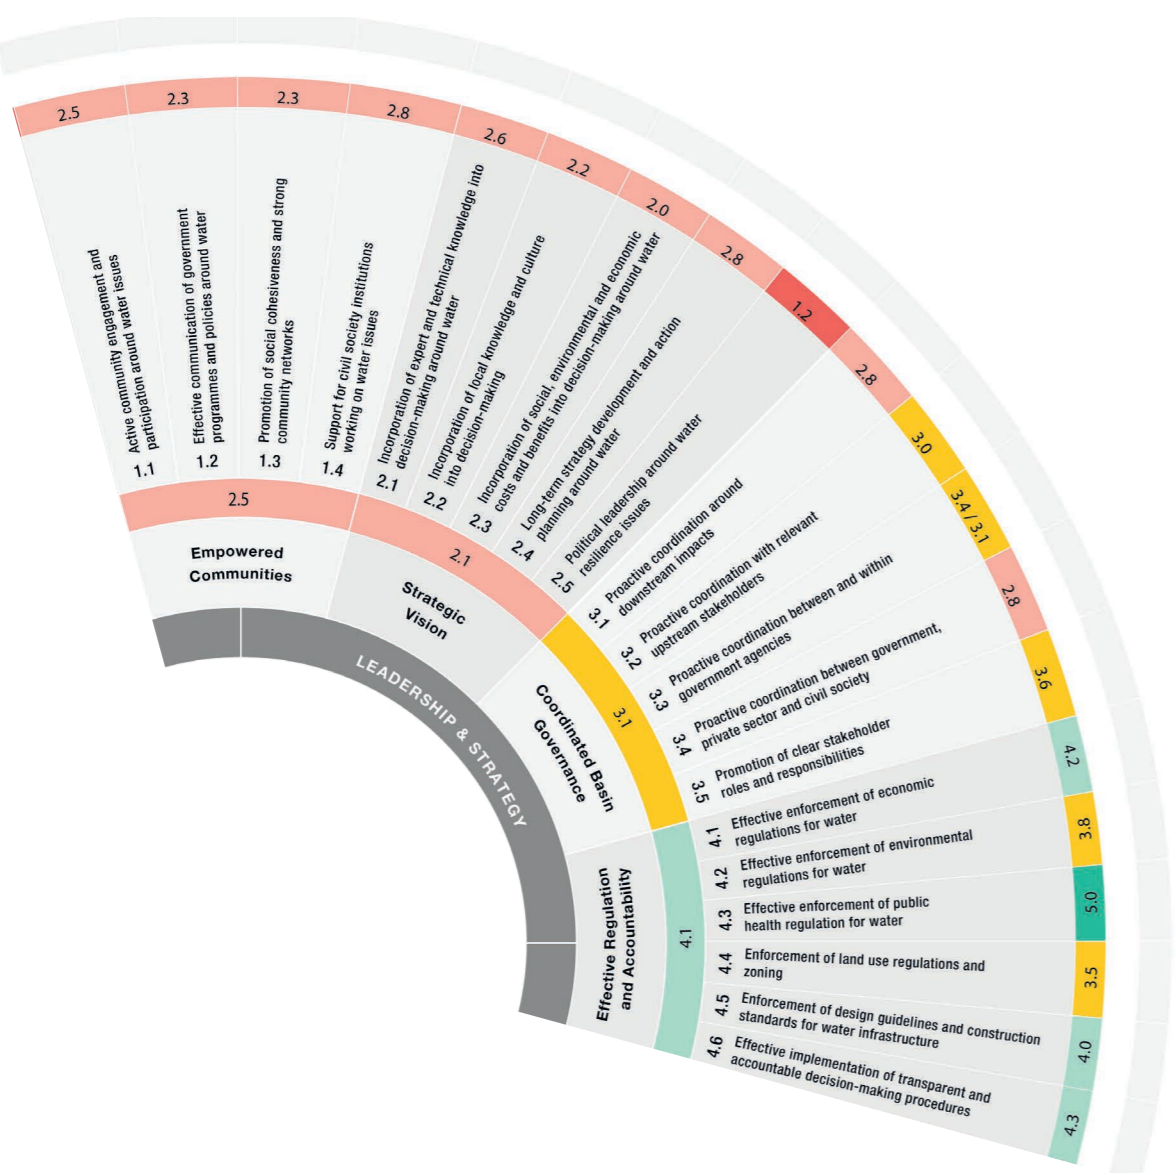 2.5
2.3
2.3
2.8
2.6
2.2
2.0
2.8
1.2
2.8
3.0
3.4 / 3.1
2.8
3.6
4.2
3.8
5.0
3.5
4.0
4.3
1.1
Active community engagement and
participation around water issues
1.2
Effective communication of government
programmes and policies around water
1.3
Promotion of social cohesiveness and strong
community networks
1.4
Support for civil society institutions
working on water issues
2.1
Incorporation of expert and technical knowledge into
decision-making around water
2.2
Incorporation of local knowledge and culture
into decision-making
2.3
Incorporation of social, environmental and economic
costs and benefits into decision-making around water
2.4
Long-term strategy development and action
planning around water
2.5
Political leadership around water
resilience issues
3.1
Proactive coordination around
downstream impacts
3.2
Proactive coordination with relevant
upstream stakeholders
3.3
Proactive coordination between and within
government agencies
3.4
Proactive coordination between government,
private sector and civil society
3.5
Promotion of clear stakeholder
roles and responsibilities
4.1
Effective enforcement of economic
regulations for water
4.2
Effective enforcement of environmental
regulations for water
4.3
Effective enforcement of public
health regulation for water
4.4
Enforcement of land use regulations and
zoning
4.5
Enforcement of design guidelines and construction
standards for water infrastructure
4.6
Effective implementation of transparent and
accountable decision-making procedures
2.5
2.1
3.1
4.1
Empowered
Communities
Strategic
Vision
Coordinated Basin
Governance
Effective Regulation
and Accountability
LEADERSHIP & STRATEGY